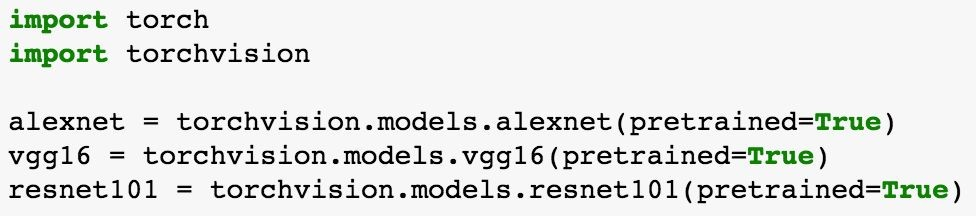 import torch
import torchvision
alexnet = torchvision.models.alexnet(pretrained=True)
vgg16 = torchvision.models.vgg16(pretrained=True)
resnet101 = torchvision.models.resnet101(pretrained=True)